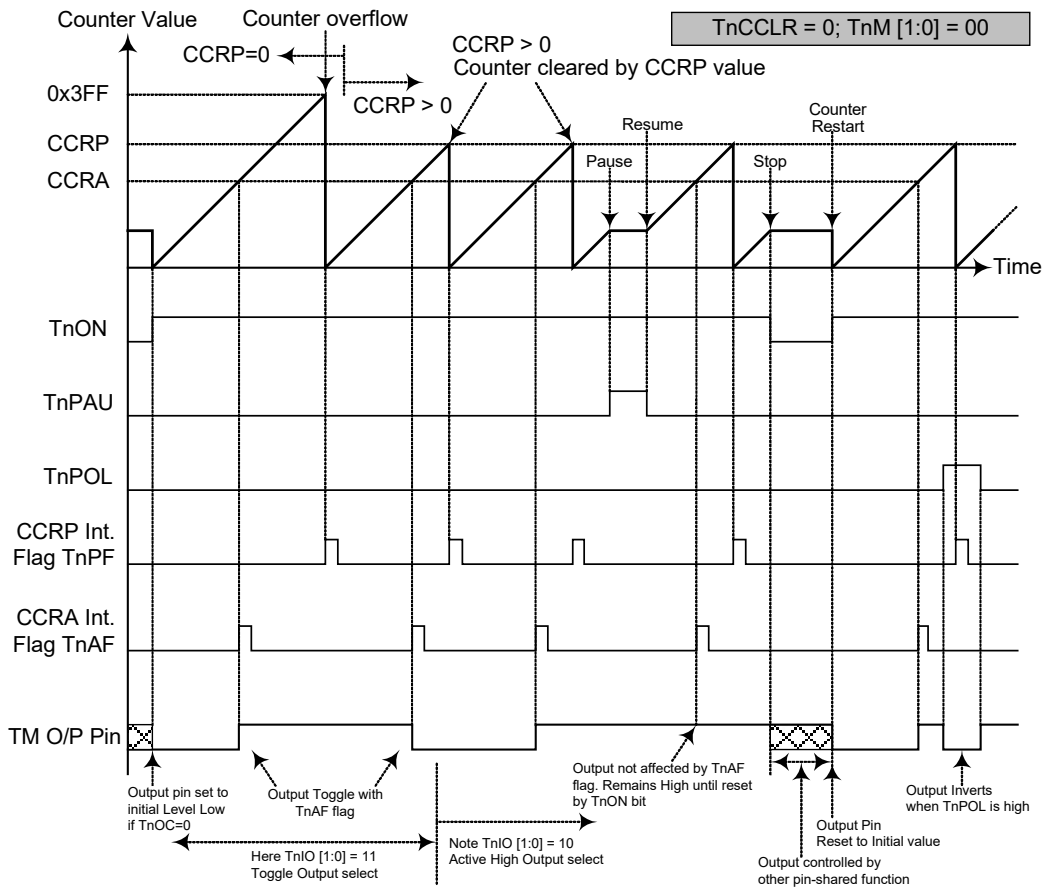 Counter Value
Counter overflow
TnCCLR = 0; TnM [1:0] = 00
CCRP=0
CCRP > 0
CCRP > 0
Counter cleared by CCRP value
0x3FF
CCRP
CCRA
Pause
Resume
Stop
Counter
Restart
Time
TnON
TnPAU
TnPOL
CCRP Int.
Flag TnPF
CCRA Int.
Flag TnAF
TM O/P Pin
Output pin set to
initial Level Low
if TnOC=0
Output Toggle with
TnAF flag
Output not affected by TnAF
flag. Remains High until reset
by TnON bit
Output Inverts
when TnPOL is high
Output Pin
Reset to Initial value
Here TnIO [1:0] = 11
Toggle Output select
Note TnIO [1:0] = 10
Active High Output select
Output controlled by
other pin-shared function